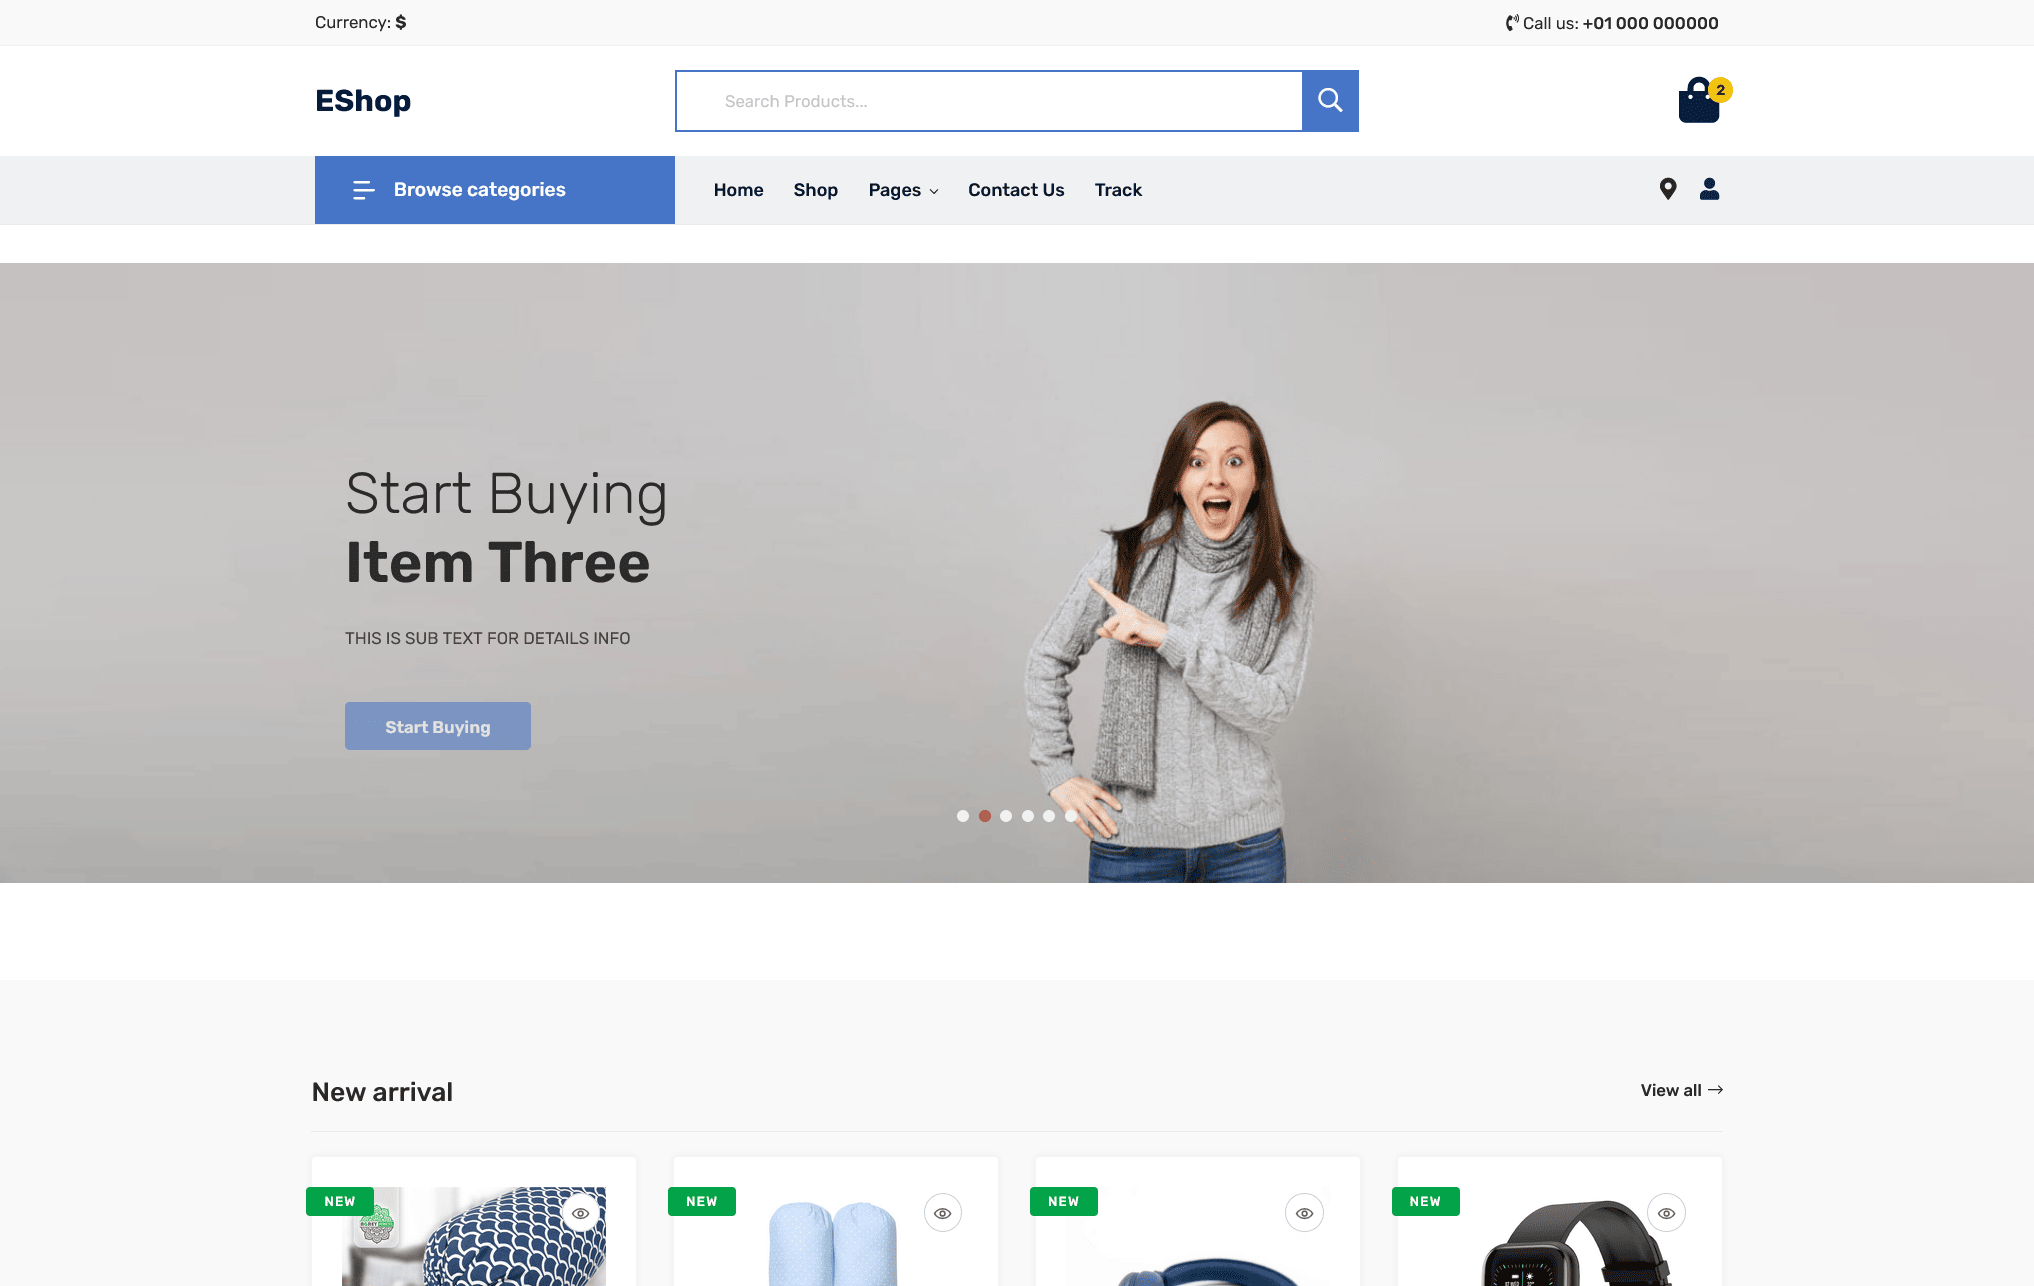 Currency: $
Call us: +01 000 000000
EShop
Search Products...
2
Browse categories
Home
Shop
Pages
Contact Us
Track
Start Buying
Item Three
THIS IS SUB TEXT FOR DETAILS INFO
Start Buying
New arrival
View all
NEW
NEW
NEW
NEW